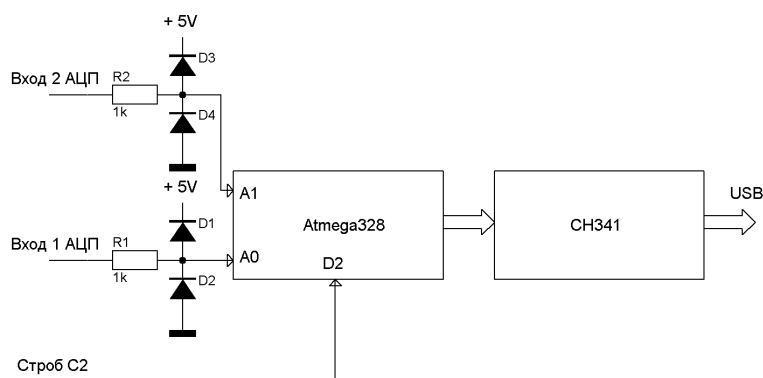 + 5V
D3
Вход 2 АЦП
R2
1k
D4
+ 5V
A1
D1
Вход 1 АЦП
R1
1k
D2
A0
Atmega328
D2
CH341
USB
Строб C2